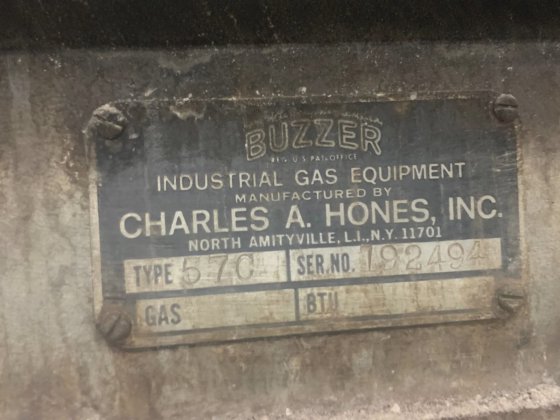 BUZZER
REG. U.S. PAT. OFFICE
INDUSTRIAL GAS EQUIPMENT
MANUFACTURED BY
CHARLES A. HONES, INC.
NORTH AMITYVILLE, L.I., N.Y. 11701
TYPE 57C SER. NO. 192494
GAS BTU